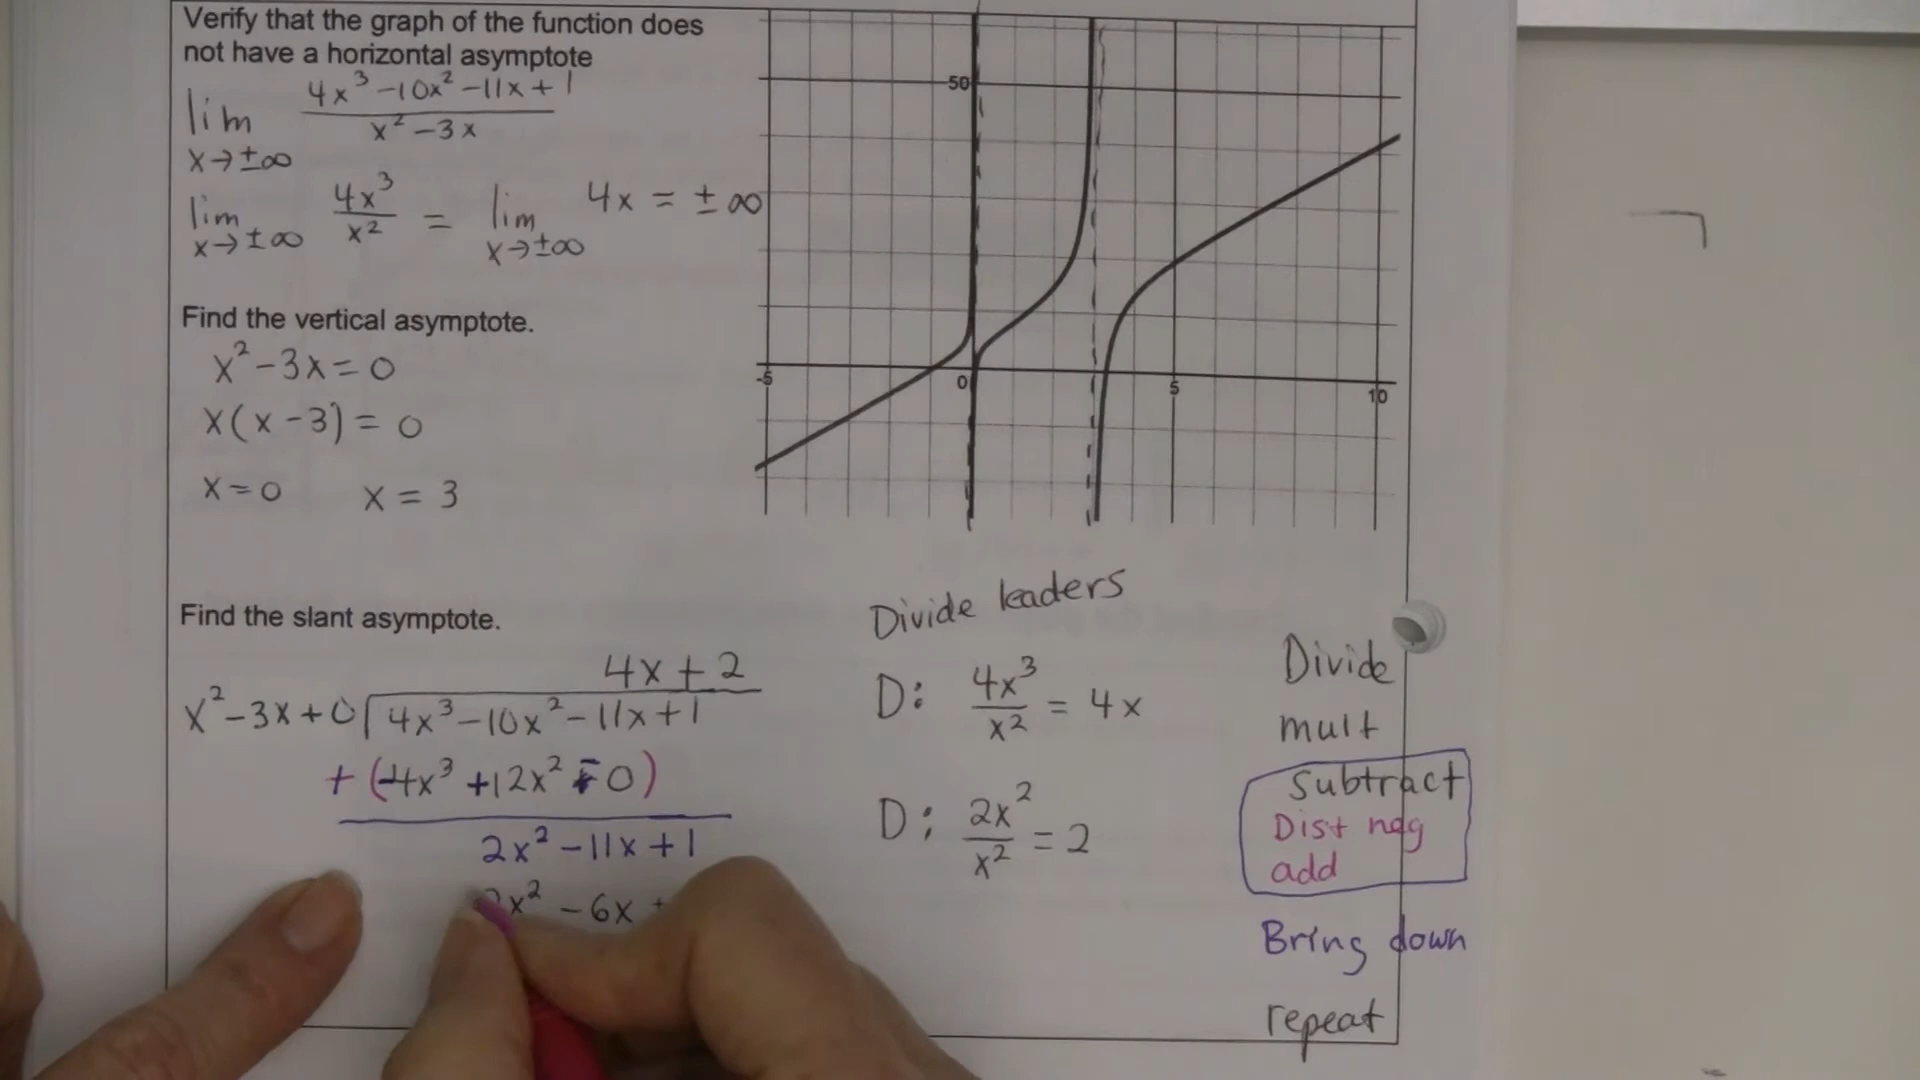 Verify that the graph of the function does
not have a horizontal asymptote
lim x→±∞ (4x³ -10x² -11x + 1)/(x² -3x)
lim x→±∞ 4x³/x² = lim x→±∞ 4x = ±∞
50
-5 0 5 10
Find the vertical asymptote.
x² -3x = 0
x(x -3) = 0
x = 0 x = 3
Find the slant asymptote.
4x + 2
x² -3x + 0 4x³ -10x² -11x + 1
+ (-4x³ +12x² - 0)
2x² -11x + 1
2x² - 6x +
Divide leaders
D: 4x³/x² = 4x
D: 2x²/x² = 2
Divide
mult
Subtract
Dist neg
add
Bring down
repeat